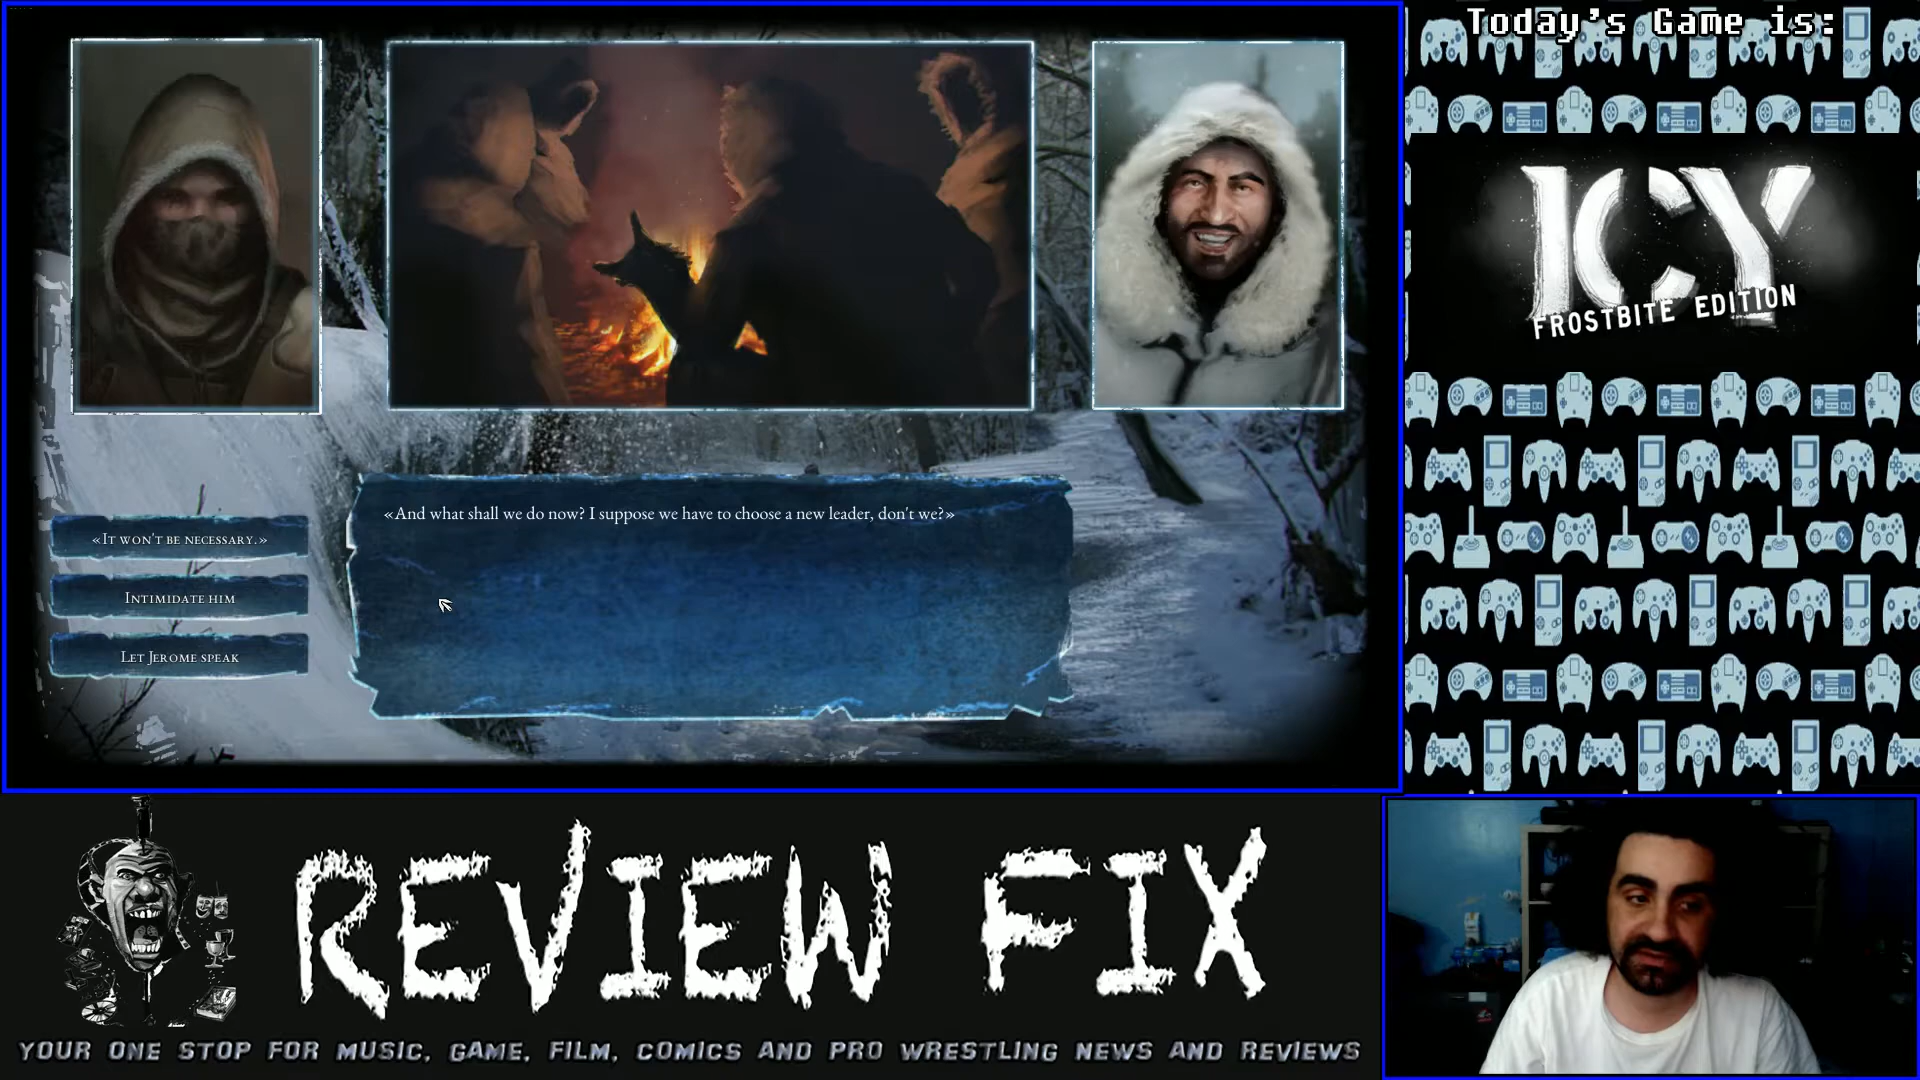 Today's Game is:
ICY
FROSTBITE EDITION
«And what shall we do now? I suppose we have to choose a new leader, don't we?»
«It won't be necessary.»
Intimidate him
Let Jerome speak
REVIEW FIX
YOUR ONE STOP FOR MUSIC, GAME, FILM, COMICS AND PRO WRESTLING NEWS AND REVIEWS